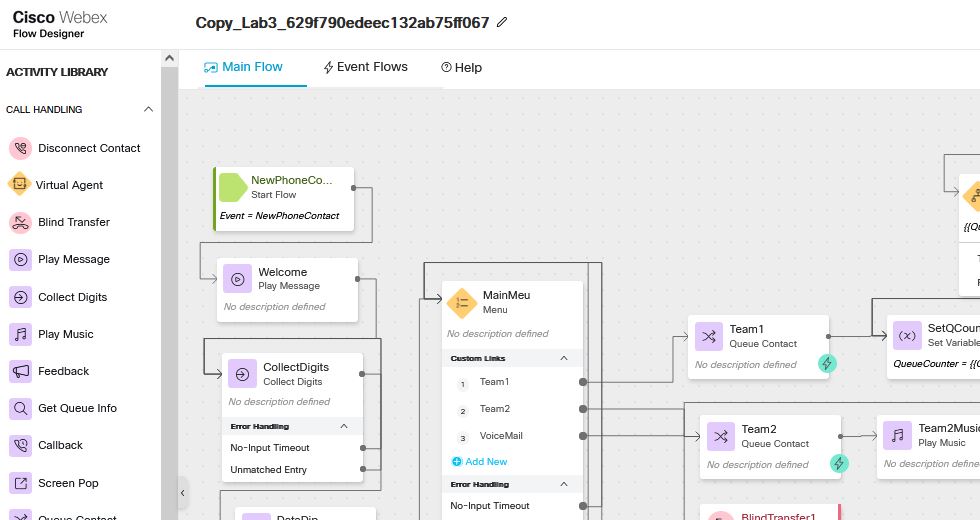 Cisco Webex
Flow Designer
Copy_Lab3_629f790edeec132ab75ff067
ACTIVITY LIBRARY
Main Flow
Event Flows
Help
CALL HANDLING
Disconnect Contact
Virtual Agent
Blind Transfer
Play Message
Collect Digits
Play Music
Feedback
Get Queue Info
Callback
Screen Pop
Queue Contact
NewPhoneCo...
Start Flow
Event = NewPhoneContact
Welcome
Play Message
No description defined
CollectDigits
Collect Digits
No description defined
Error Handling
No-Input Timeout
Unmatched Entry
DataDip
MainMeu
Menu
No description defined
Custom Links
1 Team1
2 Team2
3 VoiceMail
Add New
Error Handling
No-Input Timeout
Team1
Queue Contact
No description defined
Team2
Queue Contact
No description defined
BlindTransfer1
{{Qu
SetQCoun
Set Variable
QueueCounter = {{Q
Team2Music
Play Music
No description define